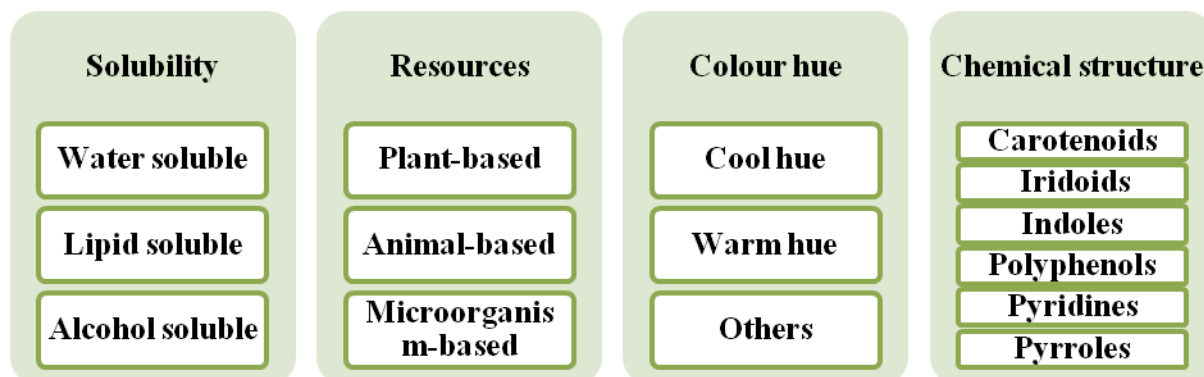 Solubility
Water soluble
Lipid soluble
Alcohol soluble
Resources
Plant-based
Animal-based
Microorganis
m-based
Colour hue
Cool hue
Warm hue
Others
Chemical structure
Carotenoids
Iridoids
Indoles
Polyphenols
Pyridines
Pyrroles